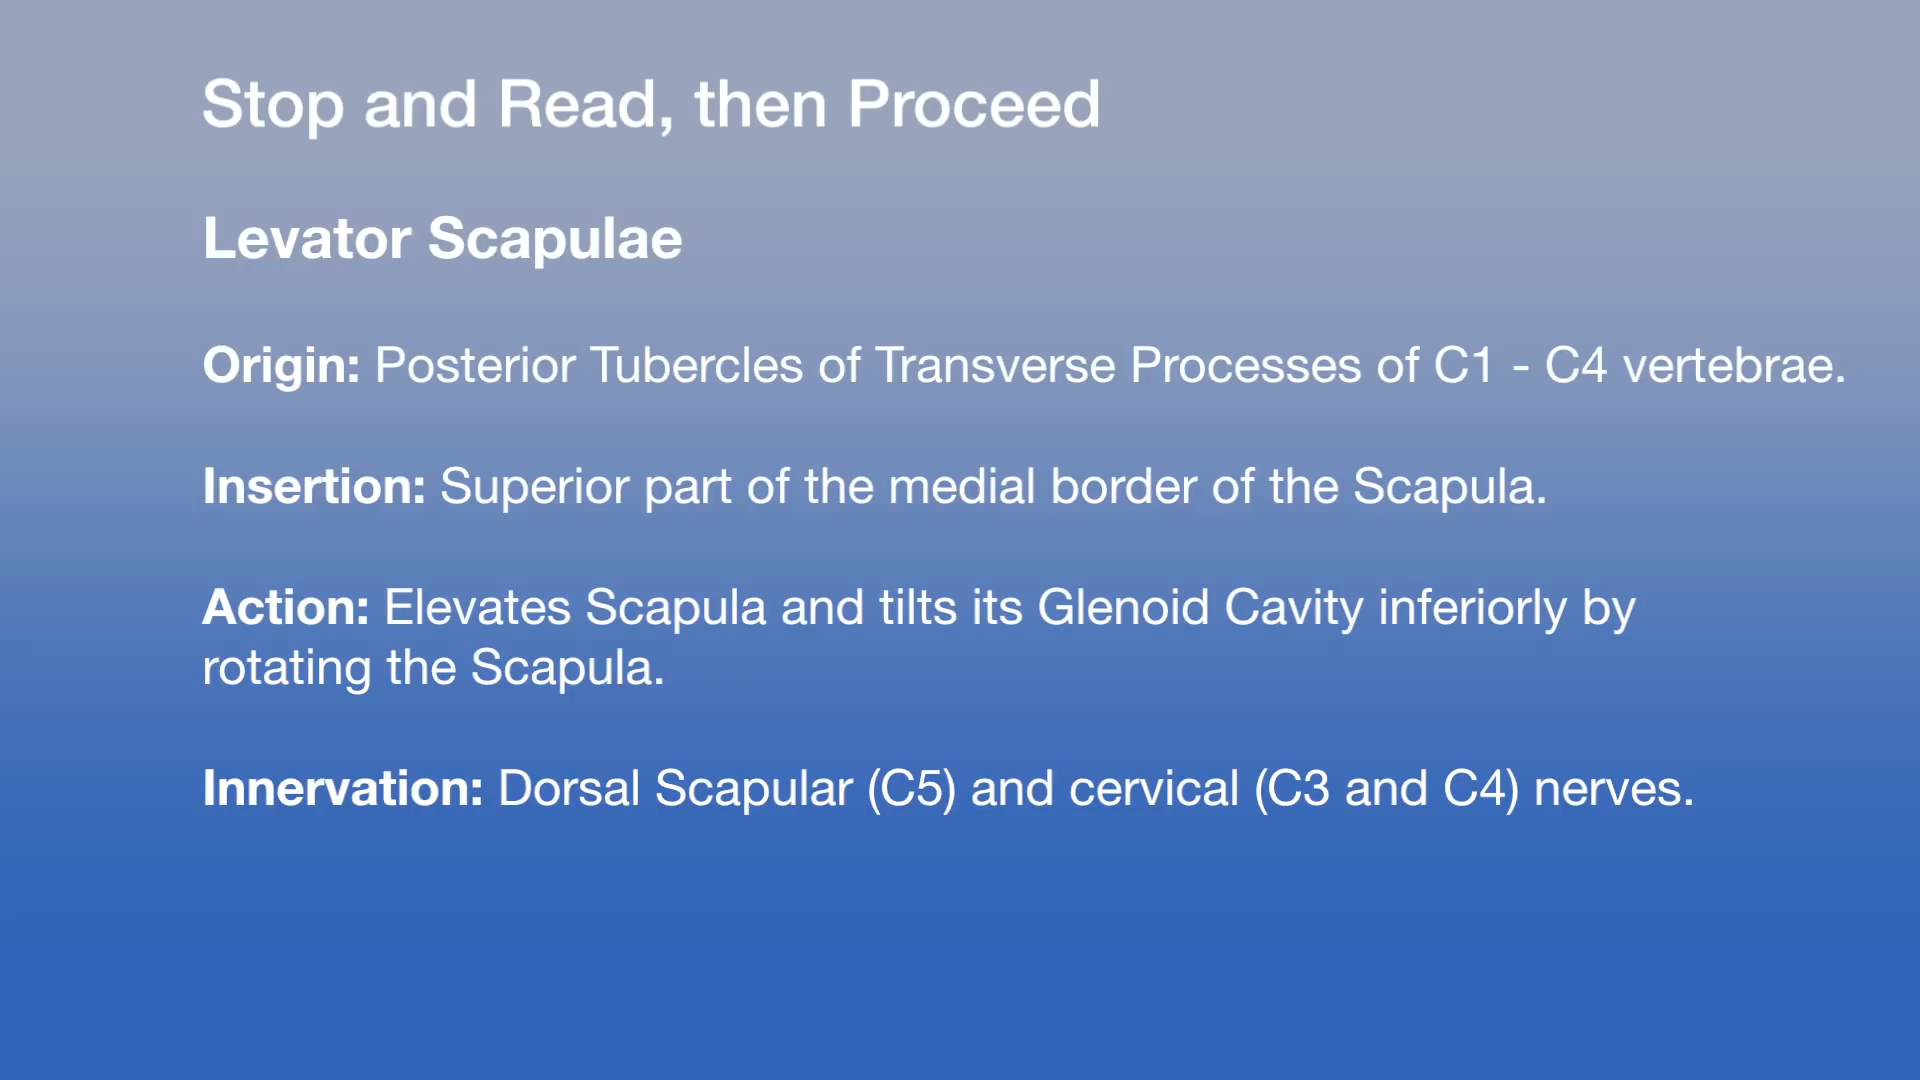 Stop and Read, then Proceed
Levator Scapulae
Origin: Posterior Tubercles of Transverse Processes of C1 - C4 vertebrae.
Insertion: Superior part of the medial border of the Scapula.
Action: Elevates Scapula and tilts its Glenoid Cavity inferiorly by
rotating the Scapula.
Innervation: Dorsal Scapular (C5) and cervical (C3 and C4) nerves.